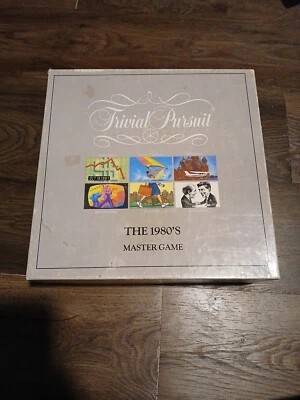 Trivial Pursuit
THE 1980'S
MASTER GAME